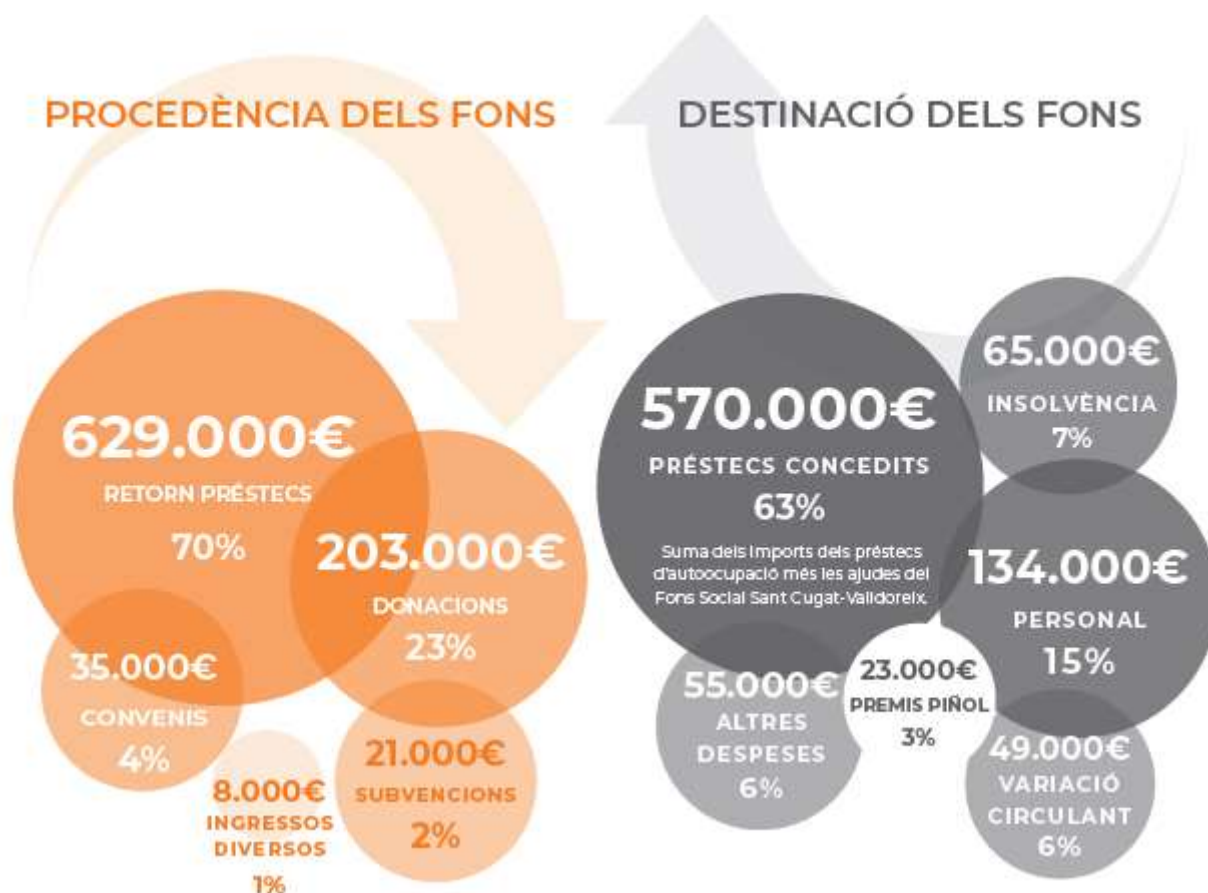 PROCEDÈNCIA DELS FONS
629.000€
RETORN PRÉSTECS
70%
203.000€
DONACIONS
23%
35.000€
CONVENIS
4%
8.000€
INGRESSOS
DIVERSOS
1%
21.000€
SUBVENCIONS
2%
DESTINACIÓ DELS FONS
570.000€
PRÉSTECS CONCEDITS
63%
Suma dels imports dels préstecs
d'autoocupació més les ajudes del
Fons Social Sant Cugat-Valldoreix.
65.000€
INSOLVÈNCIA
7%
134.000€
PERSONAL
15%
55.000€
ALTRES
DESPESES
6%
23.000€
PREMIS PIÑOL
3%
49.000€
VARIACIÓ
CIRCULANT
6%